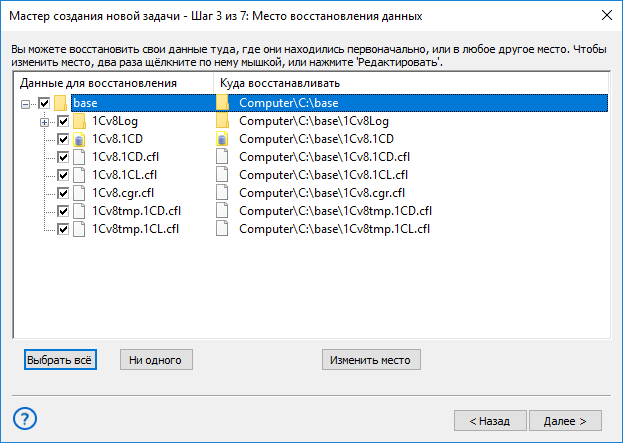 Мастер создания новой задачи - Шаг 3 из 7: Место восстановления данных
Вы можете восстановить свои данные туда, где они находились первоначально, или в любое другое место. Чтобы
изменить место, два раза щёлкните по нему мышкой, или нажмите 'Редактировать'.
Данные для восстановления Куда восстанавливать
base Computer\C:\base
1Cv8Log Computer\C:\base\1Cv8Log
1Cv8.1CD Computer\C:\base\1Cv8.1CD
1Cv8.1CD.cfl Computer\C:\base\1Cv8.1CD.cfl
1Cv8.1CL.cfl Computer\C:\base\1Cv8.1CL.cfl
1Cv8.cgr.cfl Computer\C:\base\1Cv8.cgr.cfl
1Cv8tmp.1CD.cfl Computer\C:\base\1Cv8tmp.1CD.cfl
1Cv8tmp.1CL.cfl Computer\C:\base\1Cv8tmp.1CL.cfl
Выбрать всё Ни одного Изменить место
? < Назад Далее >